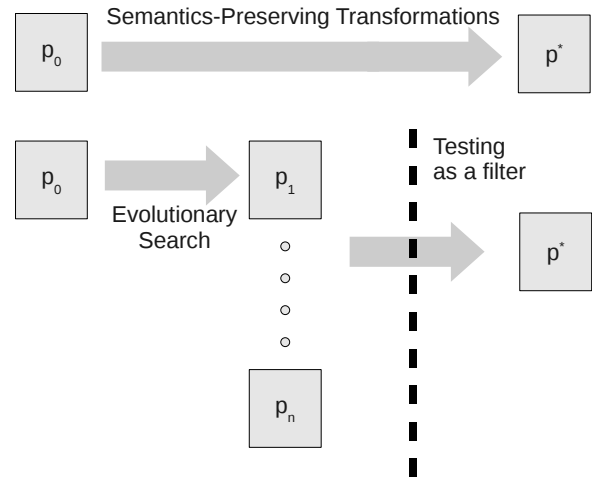 Semantics-Preserving Transformations
p0
p*
p0
p1
Testing
as a filter
Evolutionary
Search
p*
pn